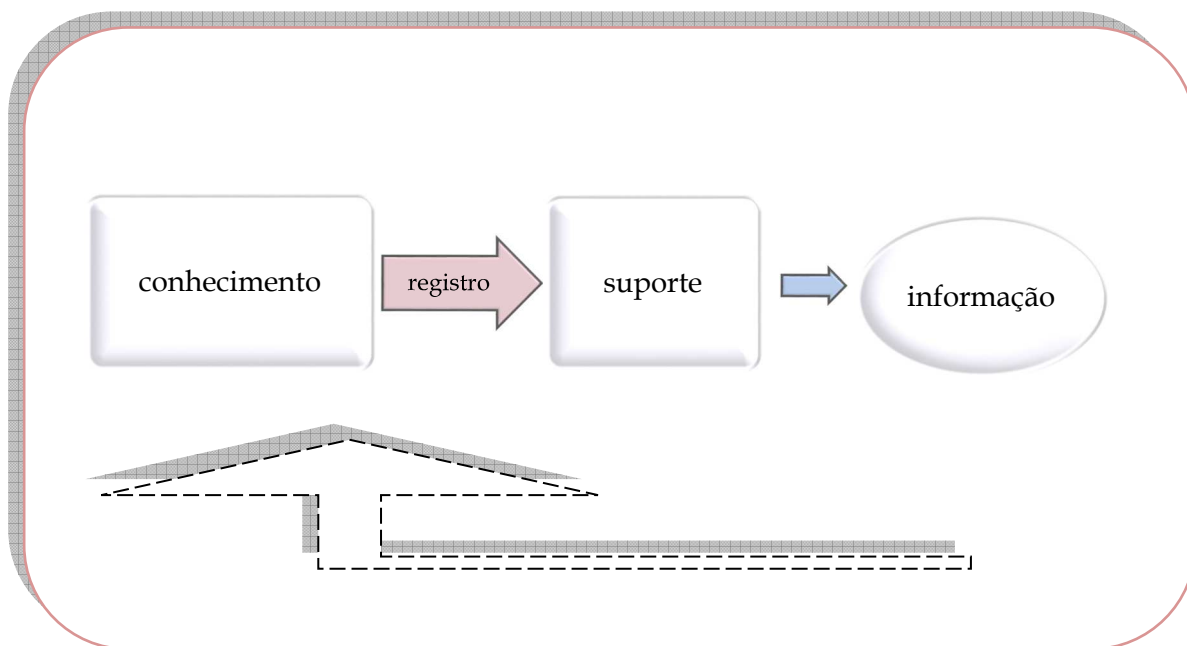 conhecimento
registro
suporte
informação